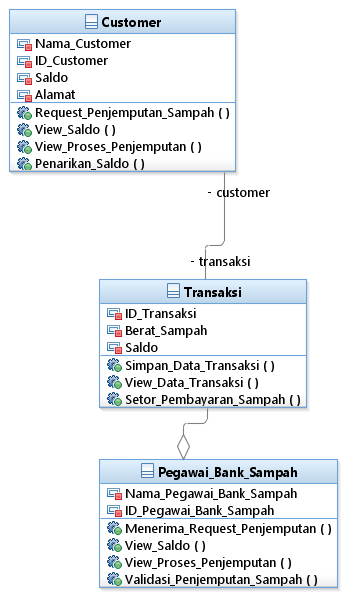 Customer
Nama_Customer
ID_Customer
Saldo
Alamat
Request_Penjemputan_Sampah ( )
View_Saldo ( )
View_Proses_Penjemputan ( )
Penarikan_Saldo ( )
- customer
- transaksi
Transaksi
ID_Transaksi
Berat_Sampah
Saldo
Simpan_Data_Transaksi ( )
View_Data_Transaksi ( )
Setor_Pembayaran_Sampah ( )
Pegawai_Bank_Sampah
Nama_Pegawai_Bank_Sampah
ID_Pegawai_Bank_Sampah
Menerima_Request_Penjemputan ( )
View_Saldo ( )
View_Proses_Penjemputan ( )
Validasi_Penjemputan_Sampah ( )